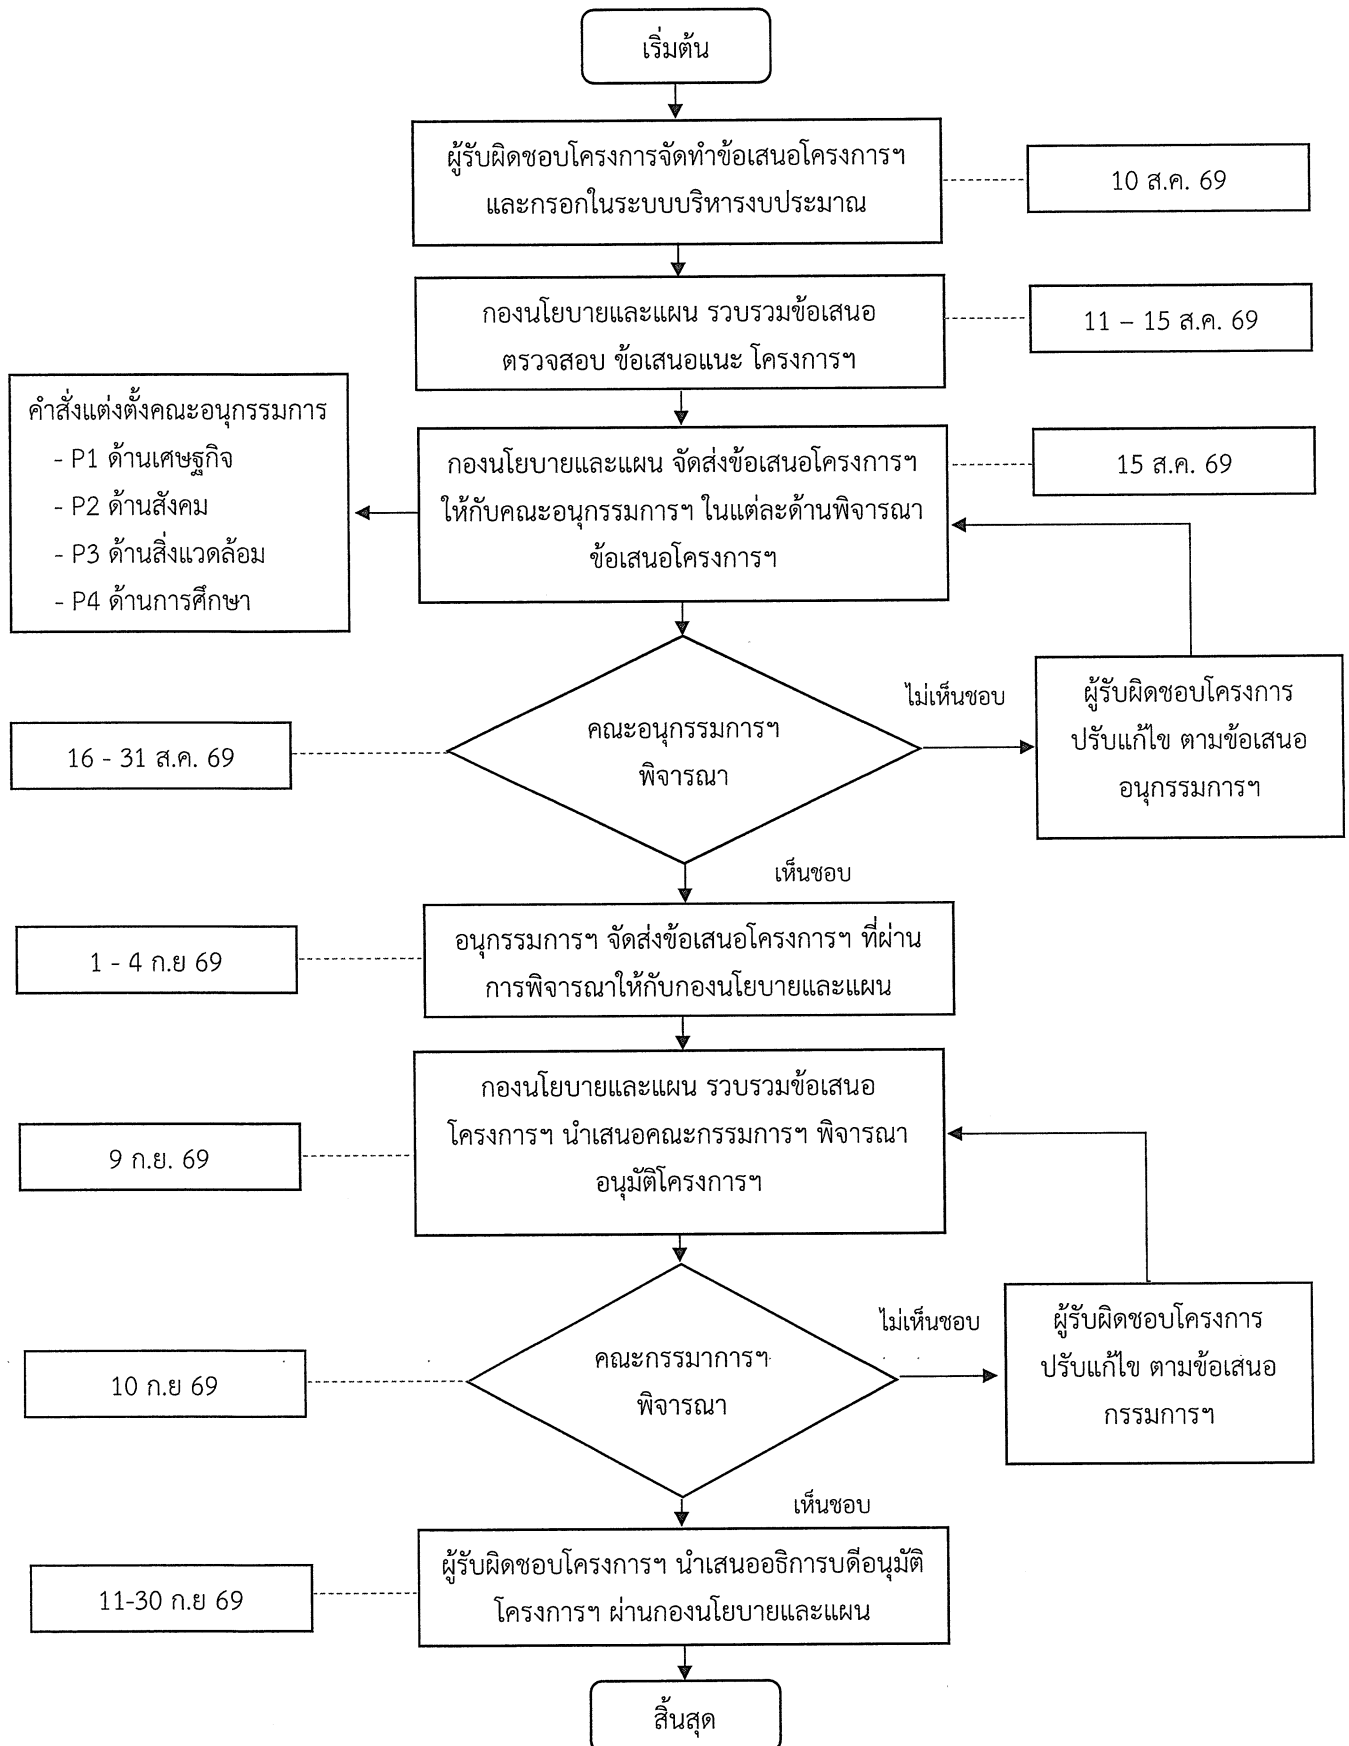 เริ่มต้น
ผู้รับผิดชอบโครงการจัดทำข้อเสนอโครงการฯ
และกรอกในระบบบริหารงบประมาณ
10 ส.ค. 69
กองนโยบายและแผน รวบรวมข้อเสนอ
ตรวจสอบ ข้อเสนอแนะ โครงการฯ
11 – 15 ส.ค. 69
คำสั่งแต่งตั้งคณะอนุกรรมการ
- P1 ด้านเศรษฐกิจ
- P2 ด้านสังคม
- P3 ด้านสิ่งแวดล้อม
- P4 ด้านการศึกษา
กองนโยบายและแผน จัดส่งข้อเสนอโครงการฯ
ให้กับคณะอนุกรรมการฯ ในแต่ละด้านพิจารณา
ข้อเสนอโครงการฯ
15 ส.ค. 69
16 - 31 ส.ค. 69
คณะอนุกรรมการฯ
พิจารณา
ไม่เห็นชอบ
ผู้รับผิดชอบโครงการ
ปรับแก้ไข ตามข้อเสนอ
อนุกรรมการฯ
เห็นชอบ
1 - 4 ก.ย 69
อนุกรรมการฯ จัดส่งข้อเสนอโครงการฯ ที่ผ่าน
การพิจารณาให้กับกองนโยบายและแผน
9 ก.ย. 69
กองนโยบายและแผน รวบรวมข้อเสนอ
โครงการฯ นำเสนอคณะกรรมการฯ พิจารณา
อนุมัติโครงการฯ
10 ก.ย 69
คณะกรรมาการฯ
พิจารณา
ไม่เห็นชอบ
ผู้รับผิดชอบโครงการ
ปรับแก้ไข ตามข้อเสนอ
กรรมการฯ
เห็นชอบ
11-30 ก.ย 69
ผู้รับผิดชอบโครงการฯ นำเสนออธิการบดีอนุมัติ
โครงการฯ ผ่านกองนโยบายและแผน
สิ้นสุด